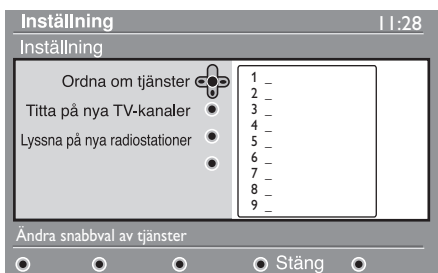 Inställning 11:28
Inställning
Ordna om tjänster
Titta på nya TV-kanaler
Lyssna på nya radiostationer
1 _
2 _
3 _
4 _
5 _
6 _
7 _
8 _
9 _
Ändra snabbval av tjänster
Stäng